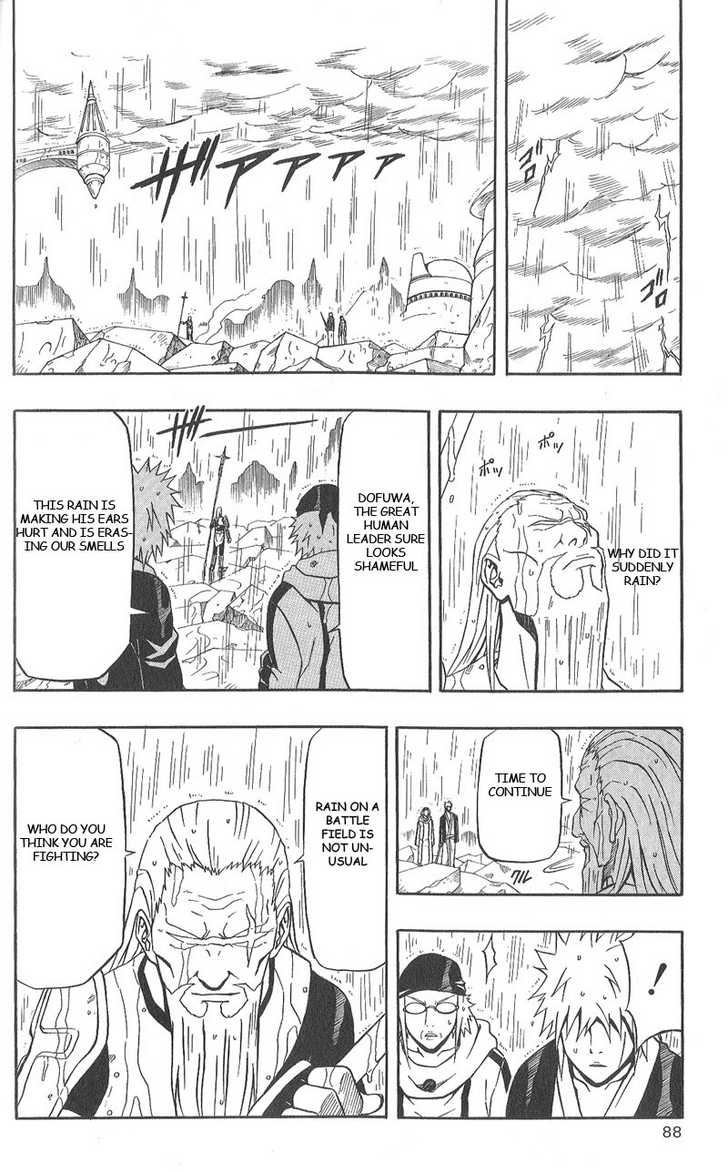 ゴロ
ゴロ
ザアアアア
ポツ
ポツ
WHY DID IT
SUDDENLY
RAIN?
DOFUWA,
THE GREAT
HUMAN
LEADER SURE
LOOKS
SHAMEFUL
THIS RAIN IS
MAKING HIS EARS
HURT AND IS ERAS-
ING OUR SMELLS
TIME TO
CONTINUE
クル
!
RAIN ON A
BATTLE
FIELD IS
NOT UN-
USUAL
WHO DO YOU
THINK YOU ARE
FIGHTING?
88